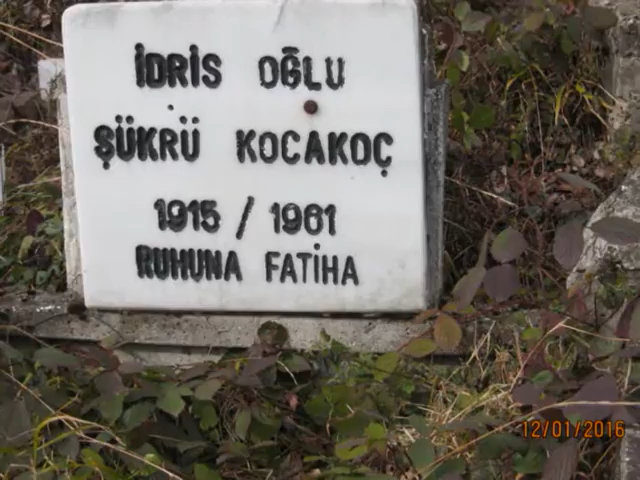 İDRİS OĞLU
ŞÜKRÜ KOCAKOÇ
1915 / 1961
RUHUNA FATİHA
12/01/2016